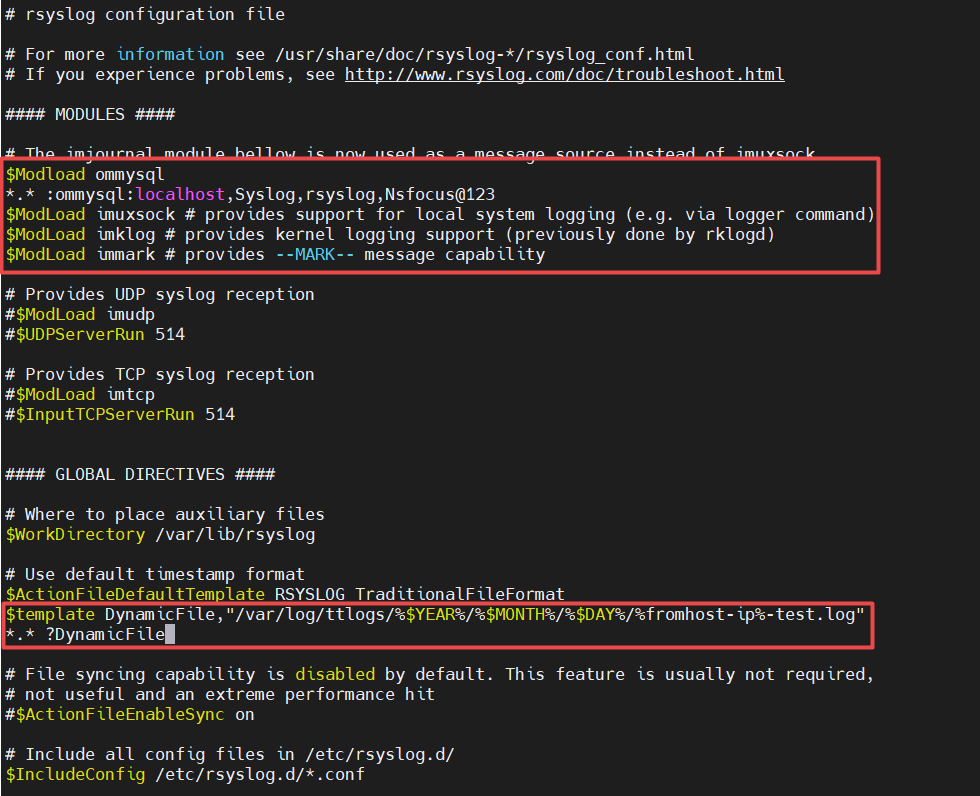 # rsyslog configuration file
# For more information see /usr/share/doc/rsyslog-*/rsyslog_conf.html
# If you experience problems, see http://www.rsyslog.com/doc/troubleshoot.html
#### MODULES ####
# The imjournal module bellow is now used as a message source instead of imuxsock.
$Modload ommysql
*.* :ommysql:localhost,Syslog,rsyslog,Nsfocus@123
$ModLoad imuxsock # provides support for local system logging (e.g. via logger command)
$ModLoad imklog # provides kernel logging support (previously done by rklogd)
$ModLoad immark # provides --MARK-- message capability
# Provides UDP syslog reception
#$ModLoad imudp
#$UDPServerRun 514
# Provides TCP syslog reception
#$ModLoad imtcp
#$InputTCPServerRun 514
#### GLOBAL DIRECTIVES ####
# Where to place auxiliary files
$WorkDirectory /var/lib/rsyslog
# Use default timestamp format
$ActionFileDefaultTemplate RSYSLOG_TraditionalFileFormat
$template DynamicFile,"/var/log/ttlogs/%$YEAR%/%$MONTH%/%$DAY%/%fromhost-ip%-test.log"
*.* ?DynamicFile
# File syncing capability is disabled by default. This feature is usually not required,
# not useful and an extreme performance hit
#$ActionFileEnableSync on
# Include all config files in /etc/rsyslog.d/
$IncludeConfig /etc/rsyslog.d/*.conf